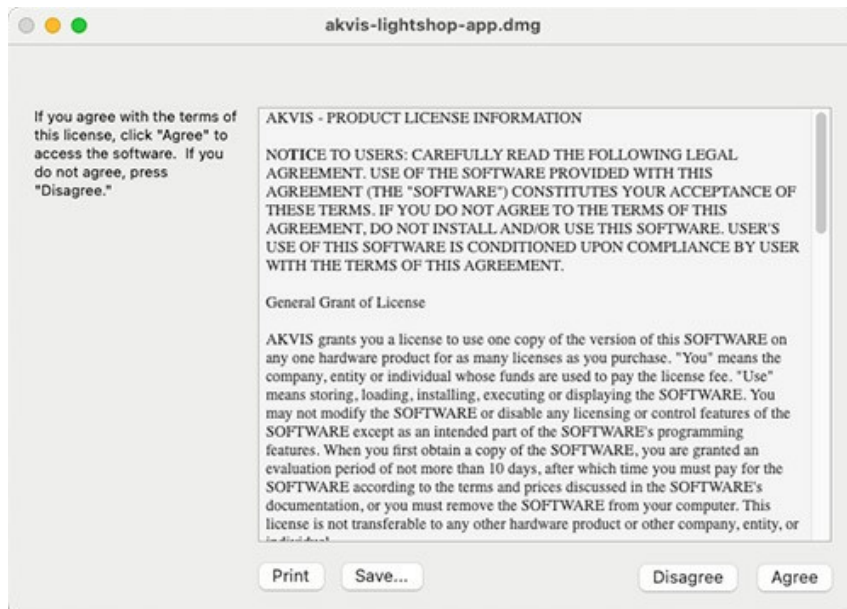 akvis-lightshop-app.dmg
If you agree with the terms of
this license, click "Agree" to
access the software. If you
do not agree, press
"Disagree."
AKVIS - PRODUCT LICENSE INFORMATION
NOTICE TO USERS: CAREFULLY READ THE FOLLOWING LEGAL
AGREEMENT. USE OF THE SOFTWARE PROVIDED WITH THIS
AGREEMENT (THE "SOFTWARE") CONSTITUTES YOUR ACCEPTANCE OF
THESE TERMS. IF YOU DO NOT AGREE TO THE TERMS OF THIS
AGREEMENT, DO NOT INSTALL AND/OR USE THIS SOFTWARE. USER'S
USE OF THIS SOFTWARE IS CONDITIONED UPON COMPLIANCE BY USER
WITH THE TERMS OF THIS AGREEMENT.
General Grant of License
AKVIS grants you a license to use one copy of the version of this SOFTWARE on
any one hardware product for as many licenses as you purchase. "You" means the
company, entity or individual whose funds are used to pay the license fee. "Use"
means storing, loading, installing, executing or displaying the SOFTWARE. You
may not modify the SOFTWARE or disable any licensing or control features of the
SOFTWARE except as an intended part of the SOFTWARE's programming
features. When you first obtain a copy of the SOFTWARE, you are granted an
evaluation period of not more than 10 days, after which time you must pay for the
SOFTWARE according to the terms and prices discussed in the SOFTWARE's
documentation, or you must remove the SOFTWARE from your computer. This
license is not transferable to any other hardware product or other company, entity, or
Print Save... Disagree Agree